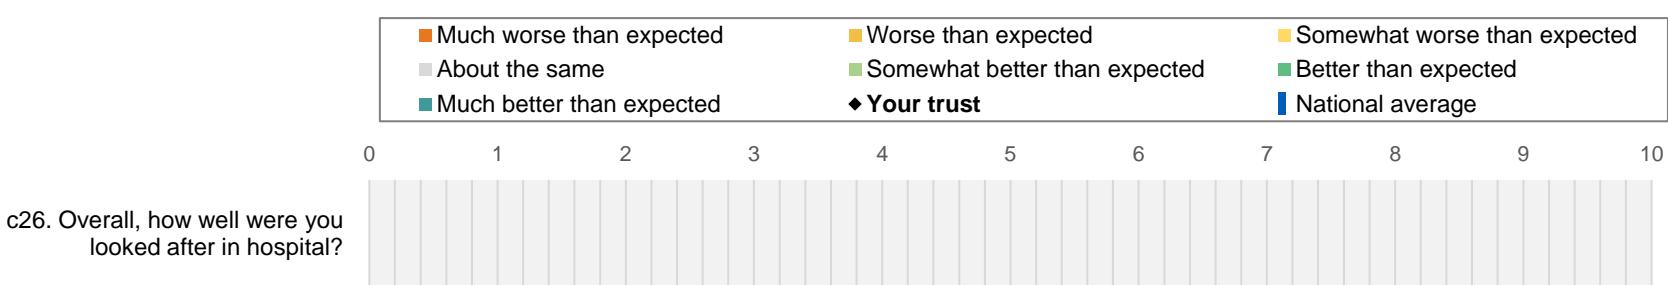 Much worse than expected Worse than expected Somewhat worse than expected
About the same Somewhat better than expected Better than expected
Much better than expected Your trust National average
0 1 2 3 4 5 6 7 8 9 10
c26. Overall, how well were you
looked after in hospital?